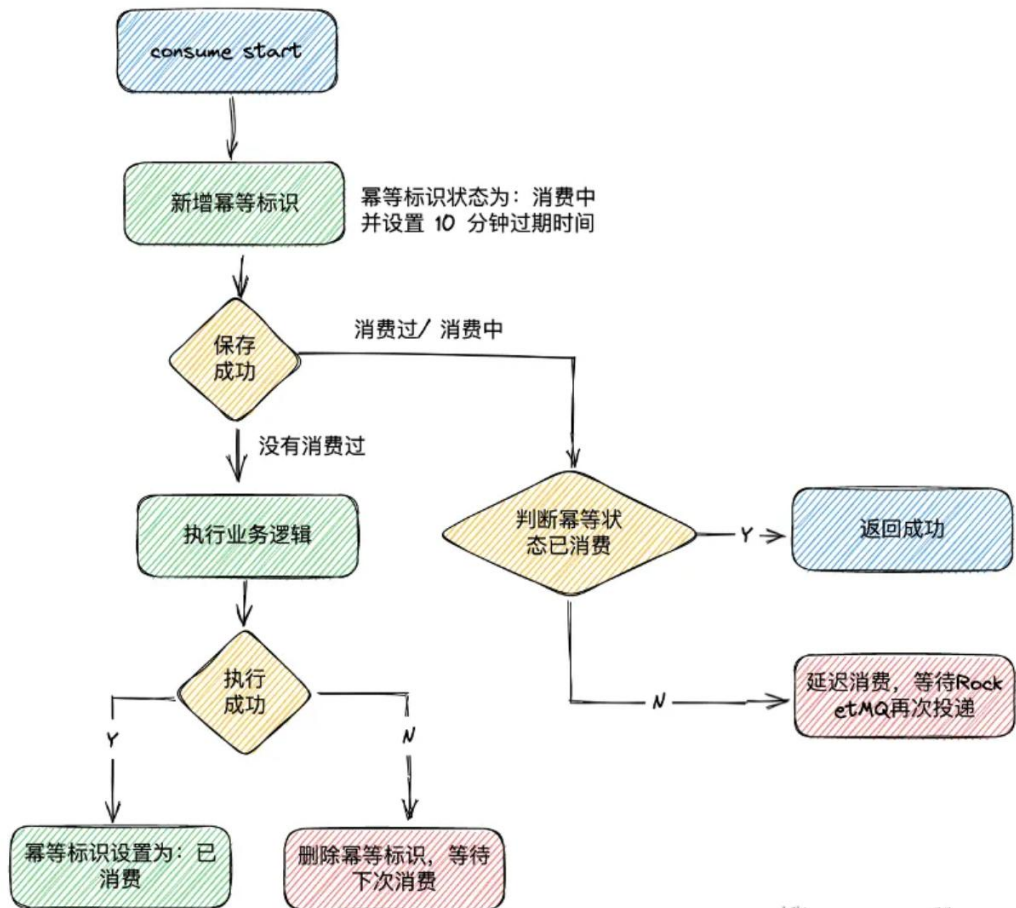 consume start
新增幂等标识
幂等标识状态为：消费中
并设置 10 分钟过期时间
保存
成功
消费过/ 消费中
没有消费过
执行业务逻辑
判断幂等状
态已消费
Y
返回成功
执行
成功
延迟消费，等待Rock
etMQ再次投递
N
Y
N
幂等标识设置为：已
消费
删除幂等标识，等待
下次消费